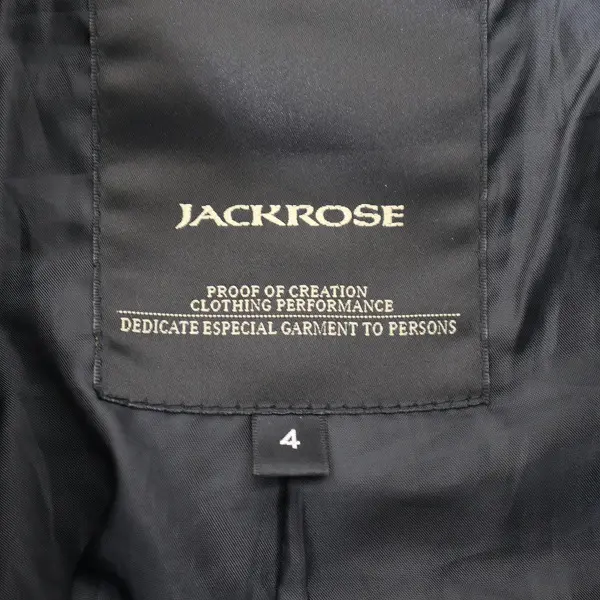 JACKROSE
PROOF OF CREATION
CLOTHING PERFORMANCE
DEDICATE ESPECIAL GARMENT TO PERSONS
4